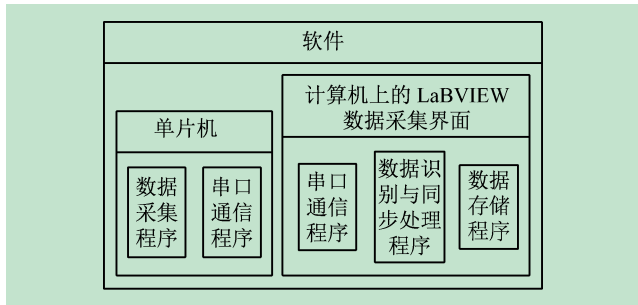 软件
计算机上的 LaBVIEW
数据采集界面
单片机
数据
采集
程序
串口
通信
程序
串口
通信
程序
数据识
别与同
步处理
程序
数据
存储
程序